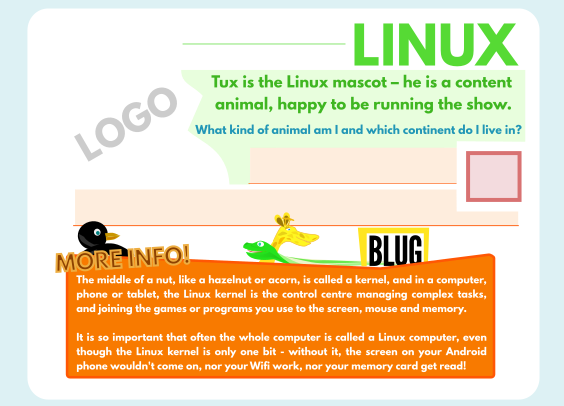 LINUX
Tux is the Linux mascot – he is a content
animal, happy to be running the show.
What kind of animal am I and which continent do I live in?
LOGO
MORE INFO!
BLUG
The middle of a nut, like a hazelnut or acorn, is called a kernel, and in a computer,
phone or tablet, the Linux kernel is the control centre managing complex tasks,
and joining the games or programs you use to the screen, mouse and memory.
It is so important that often the whole computer is called a Linux computer, even
though the Linux kernel is only one bit - without it, the screen on your Android
phone wouldn't come on, nor your Wifi work, nor your memory card get read!